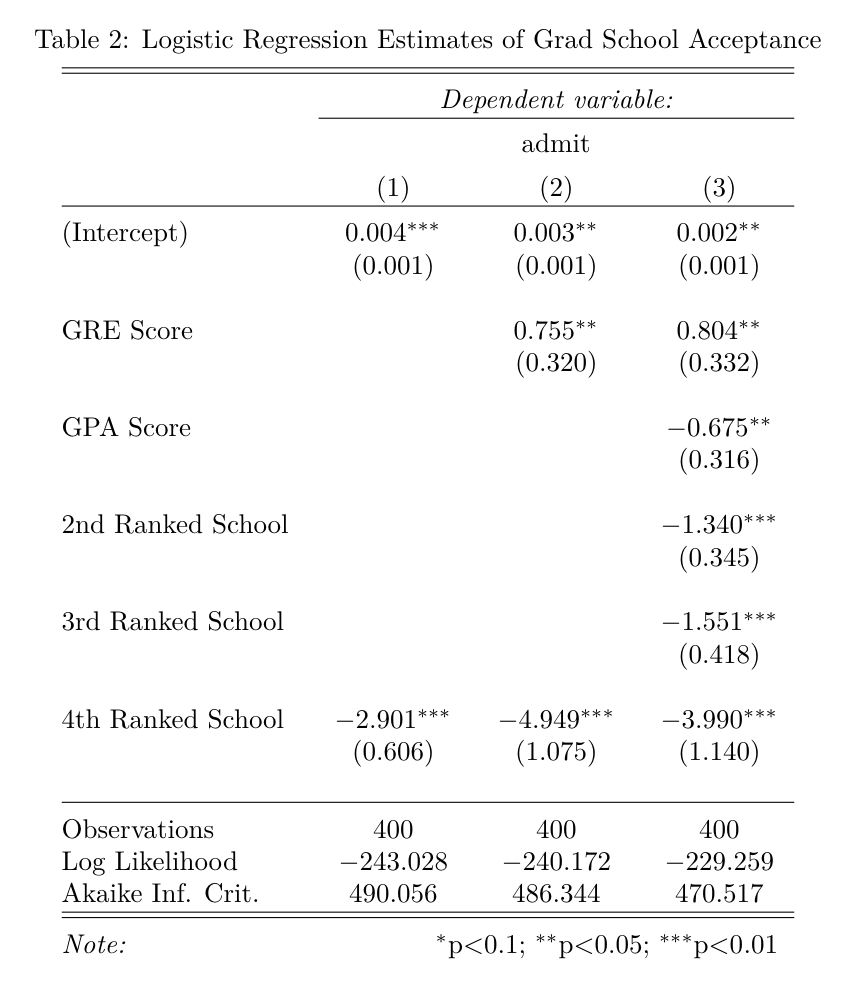 Table 2: Logistic Regression Estimates of Grad School Acceptance
Dependent variable:
admit
(1) (2) (3)
(Intercept) 0.004*** 0.003** 0.002**
(0.001) (0.001) (0.001)
GRE Score 0.755** 0.804**
(0.320) (0.332)
GPA Score −0.675**
(0.316)
2nd Ranked School −1.340***
(0.345)
3rd Ranked School −1.551***
(0.418)
4th Ranked School −2.901*** −4.949*** −3.990***
(0.606) (1.075) (1.140)
Observations 400 400 400
Log Likelihood −243.028 −240.172 −229.259
Akaike Inf. Crit. 490.056 486.344 470.517
Note: *p<0.1; **p<0.05; ***p<0.01